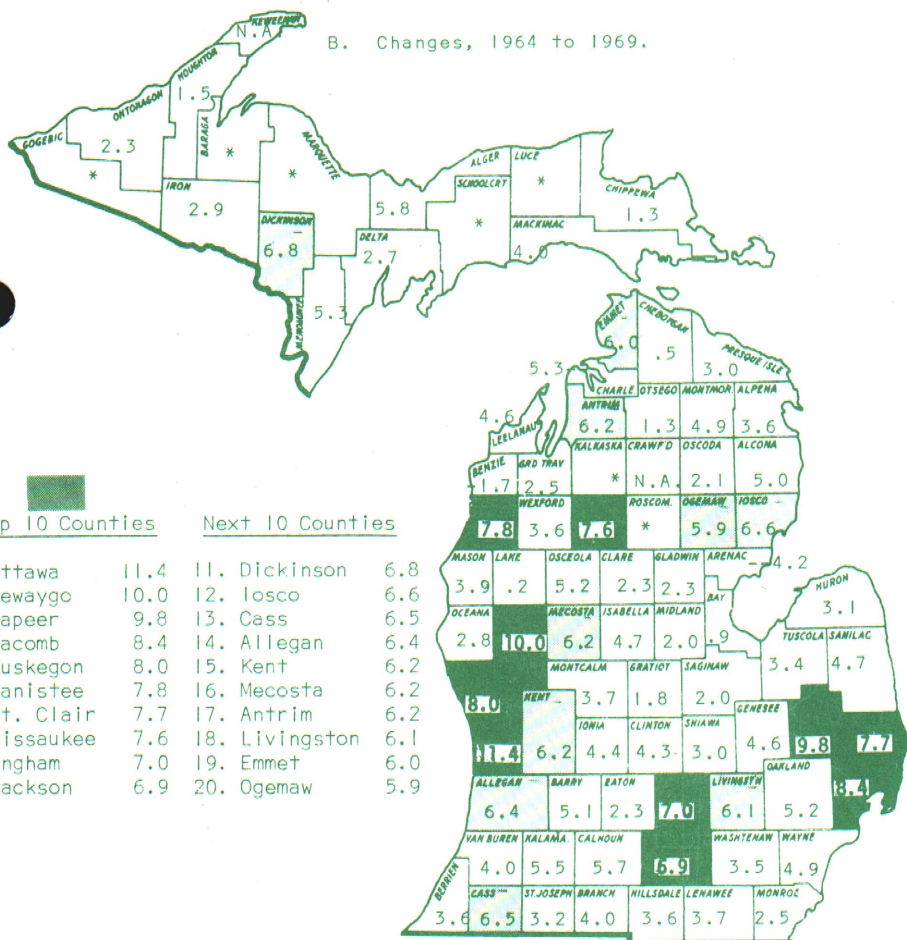 B. Changes, 1964 to 1969.
KEWEENAW
N.A.
HOUGHTON
1.5
ONTONAGON
2.3
GOGEBIC
*
BARAGA
*
MARQUETTE
*
IRON
2.9
DICKINSON
6.8
ALGER
5.8
SCHOOLCRT
*
LUCE
*
CHIPPEWA
1.3
MACKINAC
4.0
DELTA
2.7
MENOMINEE
5.3
EMMET
6.0
CHEBOYGAN
.5
PRESQUE ISLE
3.0
5.3
CHARLE
OTSEGO
MONTMOR
ALPENA
ANTRIM
6.2
1.3
4.9
3.6
4.6
LEELANAU
KALKASKA
CRAWF'D
OSCODA
ALCONA
*
N.A.
2.1
5.0
BENZIE
GRD TRAV
1.7
2.5
WEXFORD
ROSCOM.
OGEMAW
IOSCO
7.8
3.6
7.6
*
5.9
6.6
MASON
LAKE
OSCEOLA
CLARE
GLADWIN
ARENAC
3.9
.2
5.2
2.3
2.3
4.2
HURON
3.1
OCEANA
MECOSTA
ISABELLA
MIDLAND
BAY
2.8
10.0
6.2
4.7
2.0
.9
TUSCOLA
SANILAC
3.4
4.7
MONTCALM
GRATIOT
SAGINAW
3.7
1.8
2.0
8.0
KENT
6.2
11.4
IONIA
CLINTON
SHIAWA
GENESEE
4.4
4.3
3.0
4.6
9.8
7.7
ALLEGAN
BARRY
EATON
LIVINGST'N
OAKLAND
8.4
6.4
5.1
2.3
7.0
6.1
5.2
VAN BUREN
KALAMA.
CALHOUN
WASHTENAW
WAYNE
4.0
5.5
5.7
6.9
3.5
4.9
BERRIEN
CASS
ST.JOSEPH
BRANCH
HILLSDALE
LENAWEE
MONROE
3.6
6.5
3.2
4.0
3.6
3.7
2.5
p 10 Counties Next 10 Counties
ttawa 11.4 11. Dickinson 6.8
ewaygo 10.0 12. Iosco 6.6
apeer 9.8 13. Cass 6.5
acomb 8.4 14. Allegan 6.4
uskegon 8.0 15. Kent 6.2
anistee 7.8 16. Mecosta 6.2
t. Clair 7.7 17. Antrim 6.2
issaukee 7.6 18. Livingston 6.1
ngham 7.0 19. Emmet 6.0
ackson 6.9 20. Ogemaw 5.9